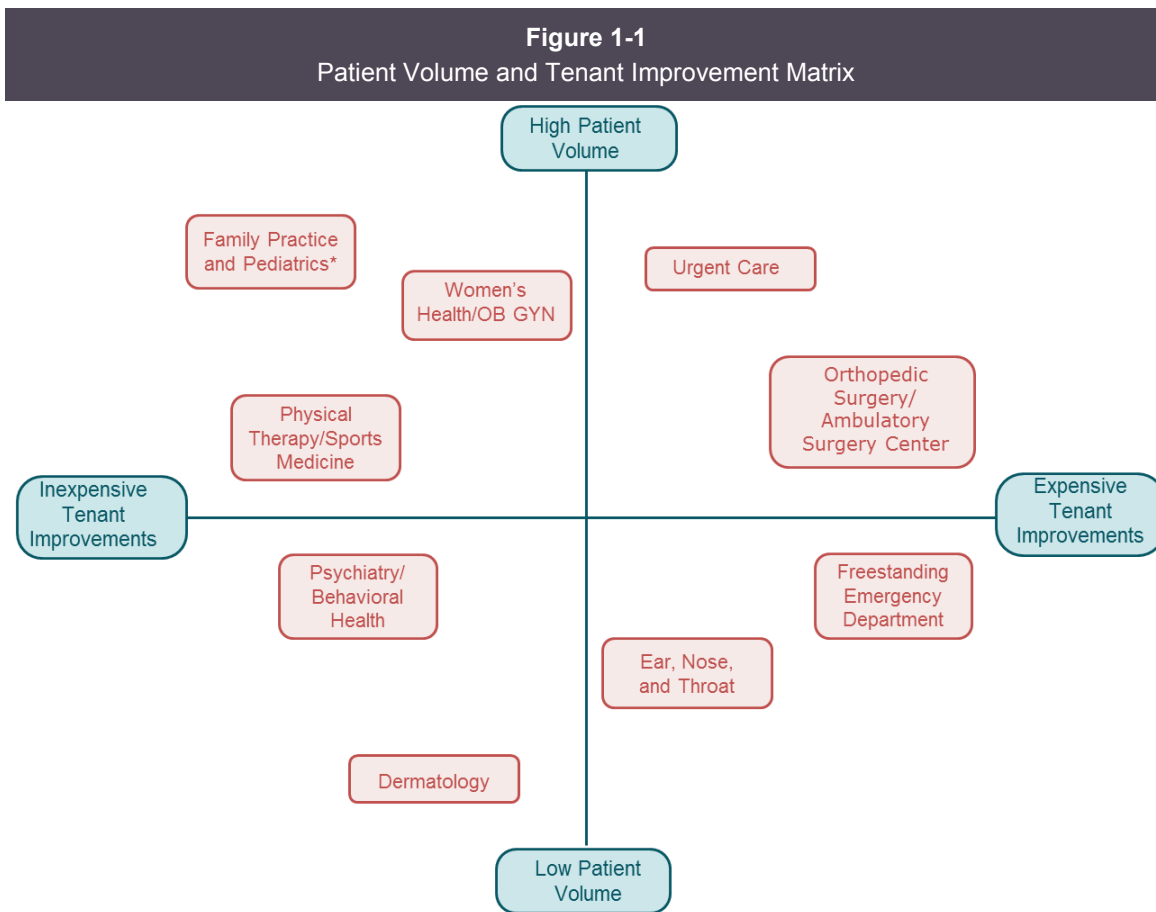 Figure 1-1
Patient Volume and Tenant Improvement Matrix
High Patient
Volume
Family Practice
and Pediatrics*
Urgent Care
Women's
Health/OB GYN
Orthopedic
Surgery/
Ambulatory
Surgery Center
Physical
Therapy/Sports
Medicine
Inexpensive
Tenant
Improvements
Expensive
Tenant
Improvements
Psychiatry/
Behavioral
Health
Freestanding
Emergency
Department
Ear, Nose,
and Throat
Dermatology
Low Patient
Volume